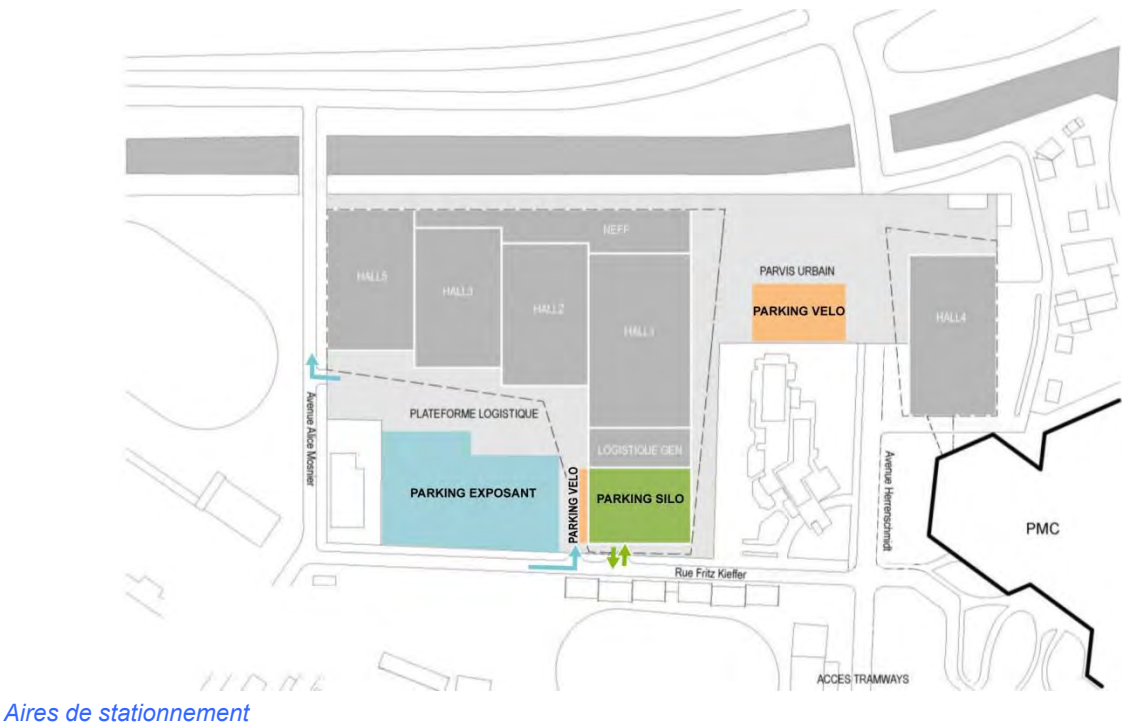 NEFF
PARVIS URBAIN
HALL5
HALL3
HALL2
HALL1
PARKING VELO
HALL4
PLATEFORME LOGISTIQUE
Avenue Alice Mosnier
LOGISTIQUE GEN
PARKING EXPOSANT
PARKING VELO
PARKING SILO
Avenue Herrenschmidt
PMC
Rue Fritz Kieffer
ACCES TRAMWAYS
Aires de stationnement